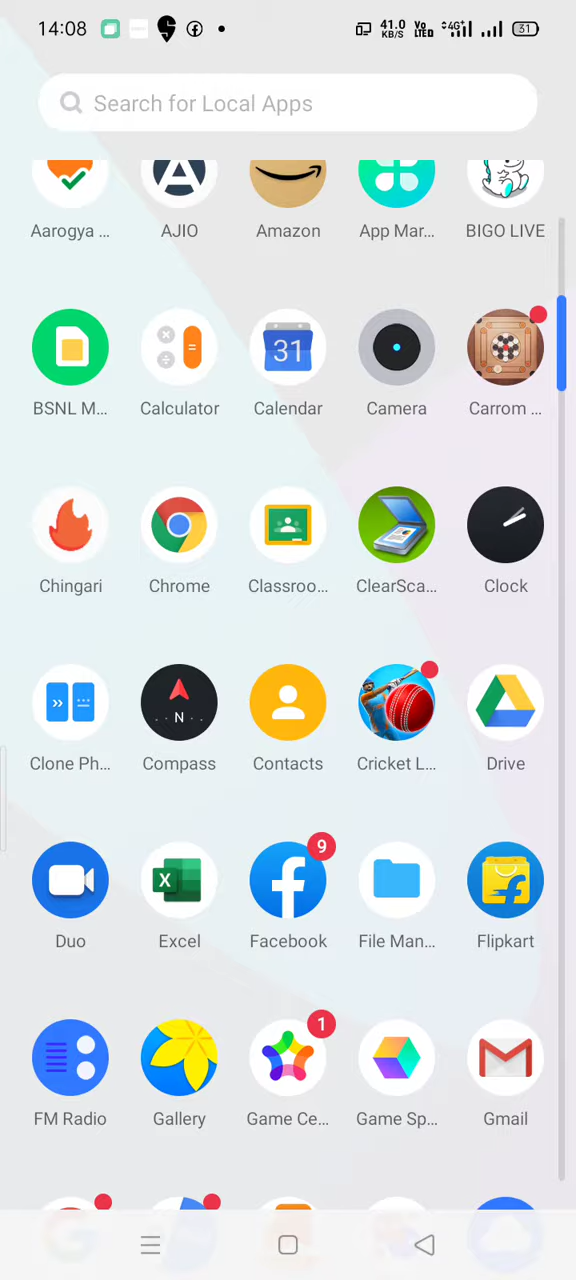 14:08
41.0 KB/S
Vo LTED
4G+
31
Search for Local Apps
Aarogya ...
AJIO
Amazon
App Mar...
BIGO LIVE
31
BSNL M...
Calculator
Calendar
Camera
Carrom ...
Chingari
Chrome
Classroo...
ClearSca...
Clock
N
Clone Ph...
Compass
Contacts
Cricket L...
Drive
9
X
Duo
Excel
Facebook
File Man...
Flipkart
1
FM Radio
Gallery
Game Ce...
Game Sp...
Gmail